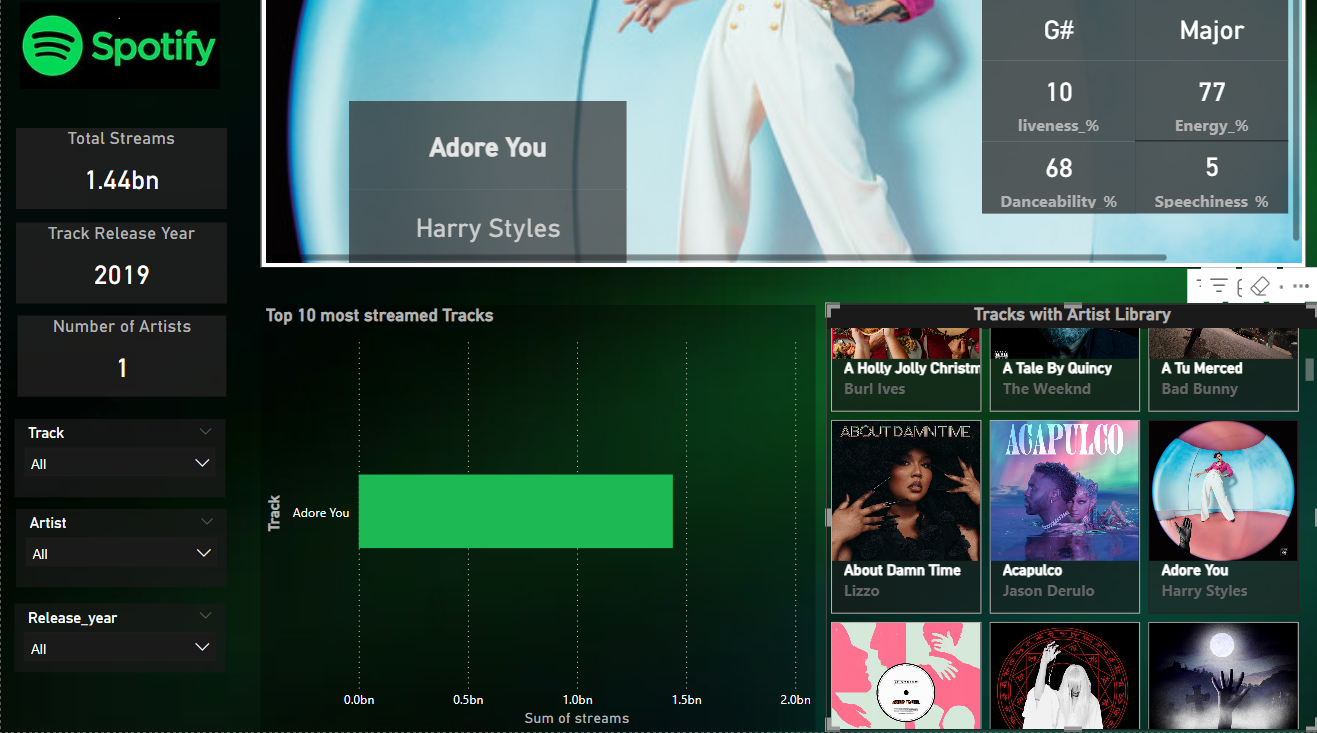 Spotify
Total Streams
1.44bn
Track Release Year
2019
Number of Artists
1
Track
All
Artist
All
Release_year
All
Adore You
Harry Styles
G#
Major
10
liveness_%
77
Energy_%
68
Danceability_%
5
Speechiness_%
Top 10 most streamed Tracks
Track
Adore You
0.0bn
0.5bn
1.0bn
1.5bn
2.0bn
Sum of streams
Tracks with Artist Library
A Holly Jolly Christm
Burl Ives
A Tale By Quincy
The Weeknd
A Tu Merced
Bad Bunny
ABOUT DAMN TIME
About Damn Time
Lizzo
ACAPULCO
Acapulco
Jason Derulo
Adore You
Harry Styles